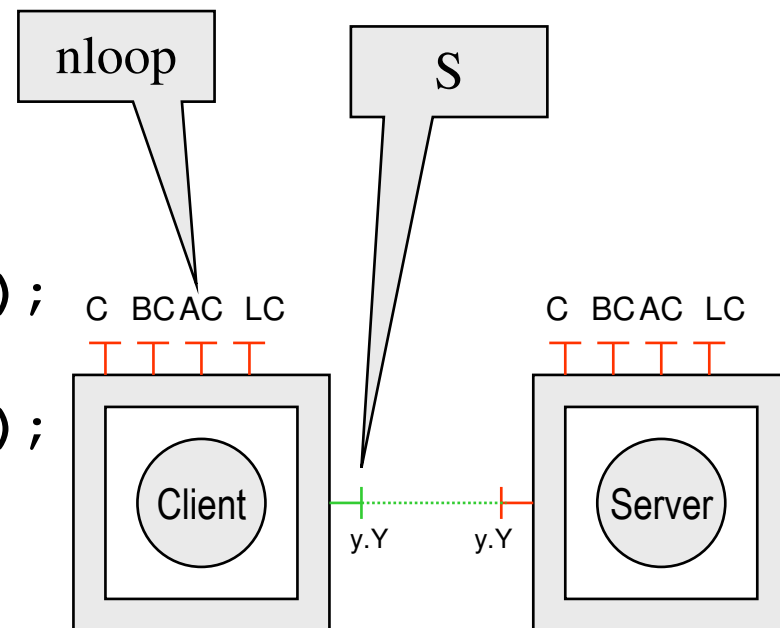 nloop
S
);
C BC AC LC
C BC AC LC
);
Client
Server
y.Y
y.Y